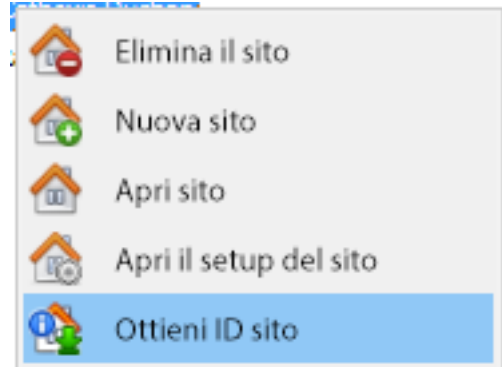 Elimina il sito
Nuova sito
Apri sito
Apri il setup del sito
Ottieni ID sito